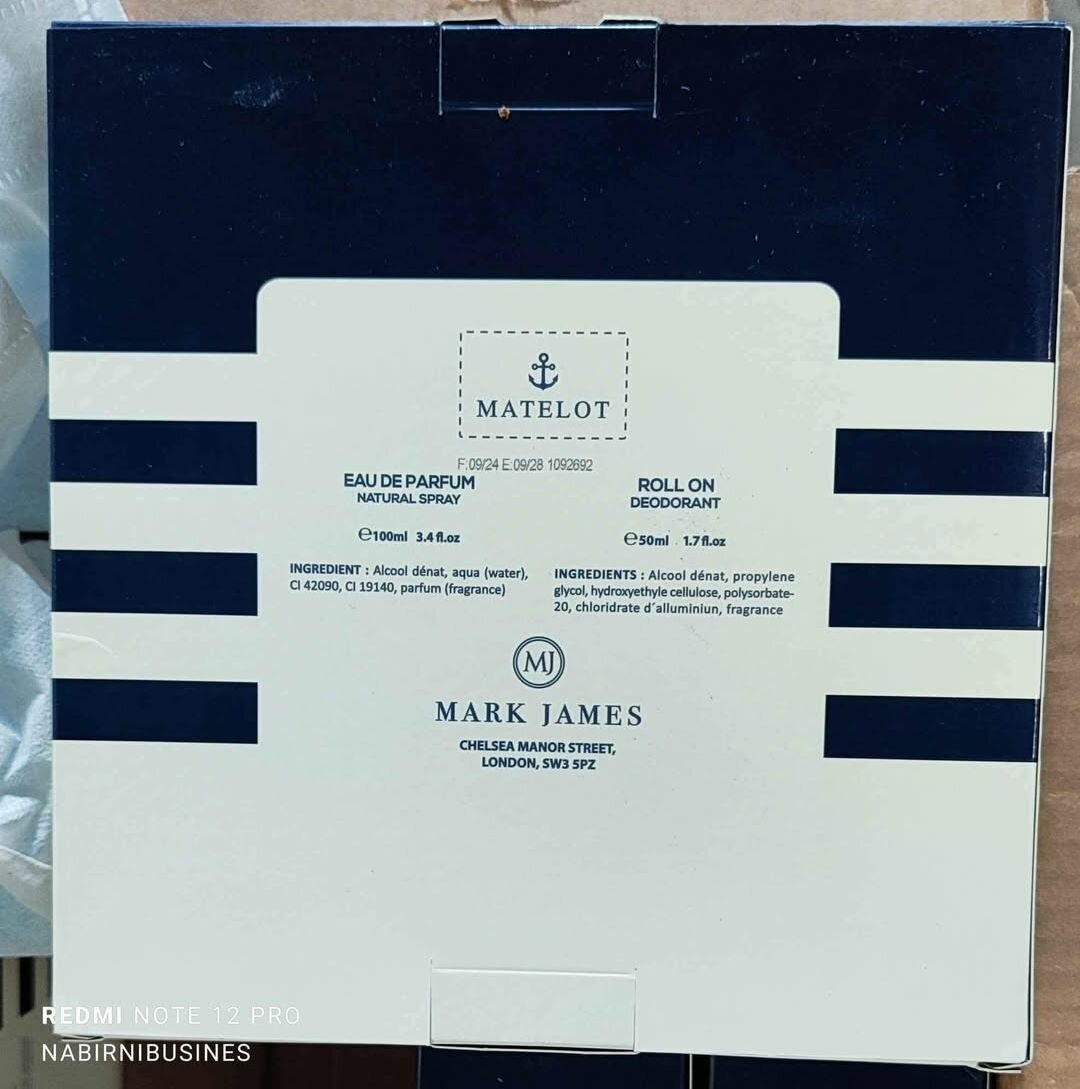 MATELOT
F:09/24 E:09/28 1092692
EAU DE PARFUM
NATURAL SPRAY
℮100ml 3.4 fl.oz
INGREDIENT : Alcool dénat, aqua (water),
CI 42090, CI 19140, parfum (fragrance)
ROLL ON
DEODORANT
℮50ml . 1.7 fl.oz
INGREDIENTS : Alcool dénat, propylene
glycol, hydroxyethyle cellulose, polysorbate-
20, chloridrate d´alluminiun, fragrance
MJ
MARK JAMES
CHELSEA MANOR STREET,
LONDON, SW3 5PZ
REDMI NOTE 12 PRO
NABIRNIBUSINES